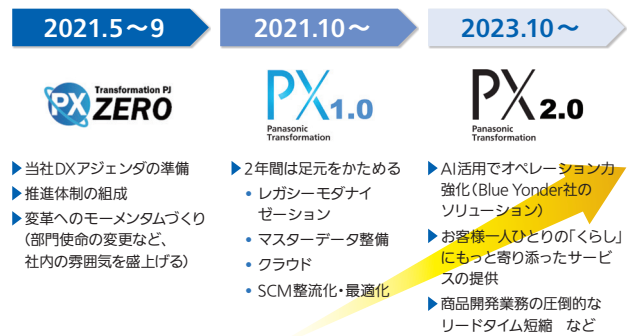 2021.5～9
2021.10～
2023.10～
Transformation PJ
PX ZERO
PX1.0
Panasonic
Transformation
PX2.0
Panasonic
Transformation
▶当社DXアジェンダの準備
▶推進体制の組成
▶変革へのモーメンタムづくり
（部門使命の変更など、
社内の雰囲気を盛上げる）
▶2年間は足元をかためる
• レガシーモダナイ
ゼーション
• マスターデータ整備
• クラウド
• SCM整流化・最適化
▶AI活用でオペレーション力
強化（Blue Yonder社の
ソリューション）
▶お客様一人ひとりの「くらし」
にもっと寄り添ったサービ
スの提供
▶商品開発業務の圧倒的な
リードタイム短縮　など